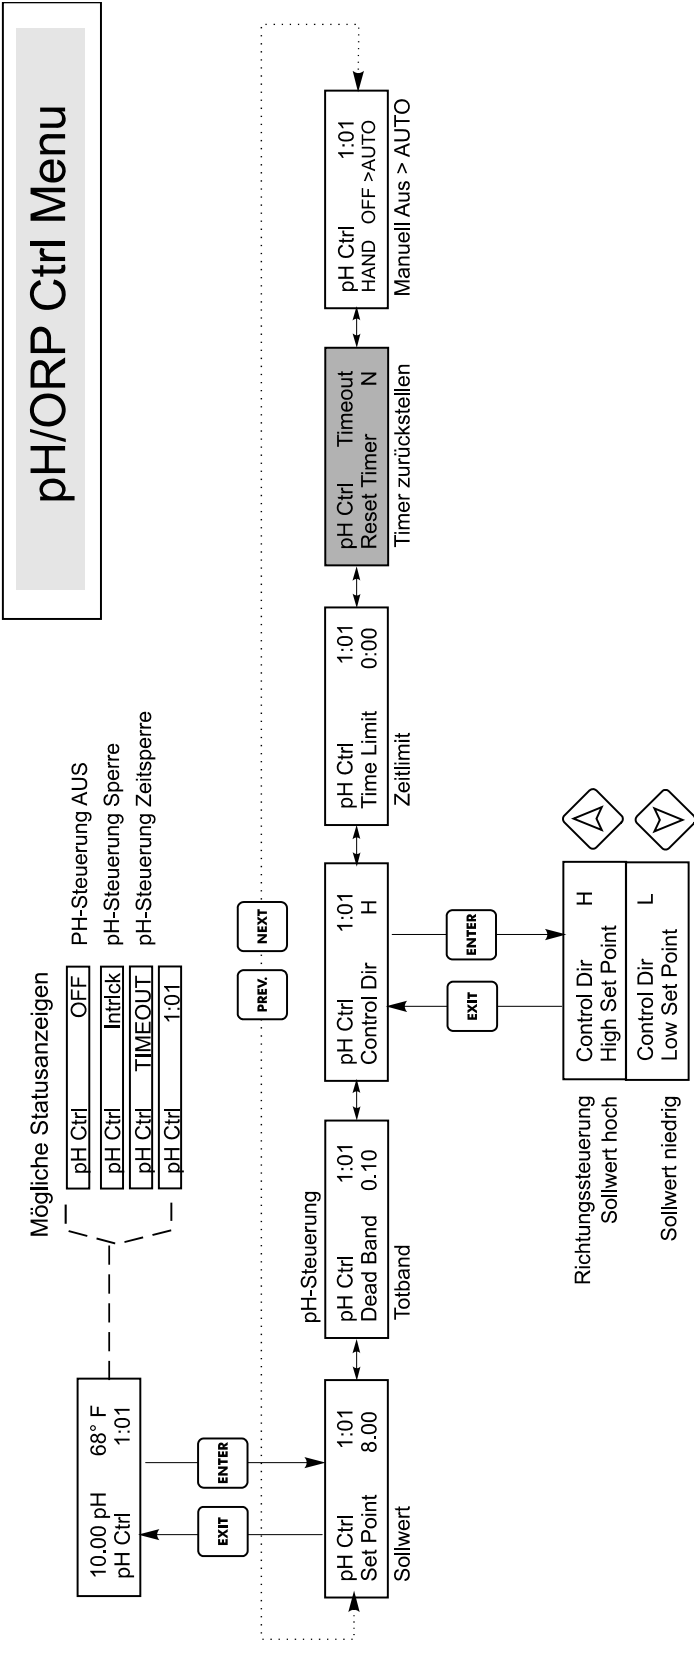 pH/ORP Ctrl Menu
Mögliche Statusanzeigen
10.00 pH 68° F
pH Ctrl 1:01
pH Ctrl OFF
PH-Steuerung AUS
pH Ctrl Intrlck
pH-Steuerung Sperre
pH Ctrl TIMEOUT
pH-Steuerung Zeitsperre
pH Ctrl 1:01
EXIT
ENTER
PREV.
NEXT
pH Ctrl 1:01
Set Point 8.00
Sollwert
pH-Steuerung
pH Ctrl 1:01
Dead Band 0.10
Totband
pH Ctrl 1:01
Control Dir H
pH Ctrl 1:01
Time Limit 0:00
Zeitlimit
pH Ctrl Timeout
Reset Timer N
Timer zurückstellen
pH Ctrl 1:01
HAND OFF >AUTO
Manuell Aus > AUTO
EXIT
ENTER
Richtungssteuerung
Sollwert hoch
Control Dir H
High Set Point
Sollwert niedrig
Control Dir L
Low Set Point